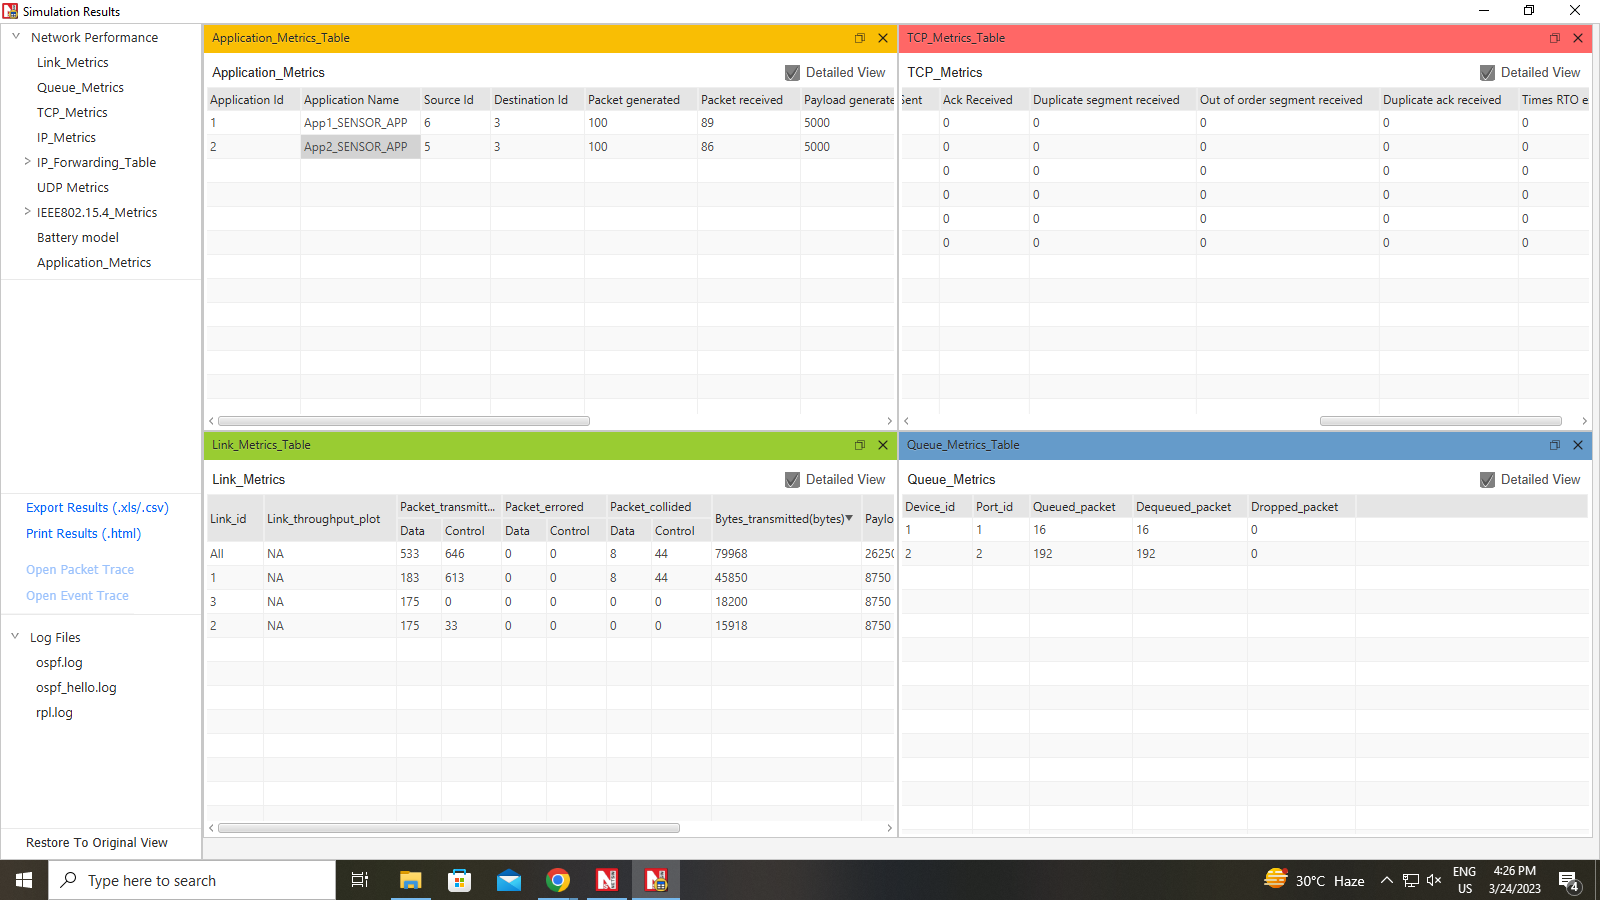 Simulation Results
Network Performance
Link_Metrics
Queue_Metrics
TCP_Metrics
IP_Metrics
IP_Forwarding_Table
UDP Metrics
IEEE802.15.4_Metrics
Battery model
Application_Metrics
Export Results (.xls/.csv)
Print Results (.html)
Open Packet Trace
Open Event Trace
Log Files
ospf.log
ospf_hello.log
rpl.log
Restore To Original View
Application_Metrics_Table
Application_Metrics Detailed View
Application Id Application Name Source Id Destination Id Packet generated Packet received Payload generate
1 App1_SENSOR_APP 6 3 100 89 5000
2 App2_SENSOR_APP 5 3 100 86 5000
TCP_Metrics_Table
TCP_Metrics Detailed View
Sent Ack Received Duplicate segment received Out of order segment received Duplicate ack received Times RTO e
0 0 0 0 0
0 0 0 0 0
0 0 0 0 0
0 0 0 0 0
0 0 0 0 0
0 0 0 0 0
Link_Metrics_Table
Link_Metrics Detailed View
Link_id Link_throughput_plot Packet_transmitt... Packet_errored Packet_collided Bytes_transmitted(bytes) Paylo
Data Control Data Control Data Control
All NA 533 646 0 0 8 44 79968 26250
1 NA 183 613 0 0 8 44 45850 8750
3 NA 175 0 0 0 0 0 18200 8750
2 NA 175 33 0 0 0 0 15918 8750
Queue_Metrics_Table
Queue_Metrics Detailed View
Device_id Port_id Queued_packet Dequeued_packet Dropped_packet
1 1 16 16 0
2 2 192 192 0
Type here to search
30°C Haze
ENG
US
4:26 PM
3/24/2023
4